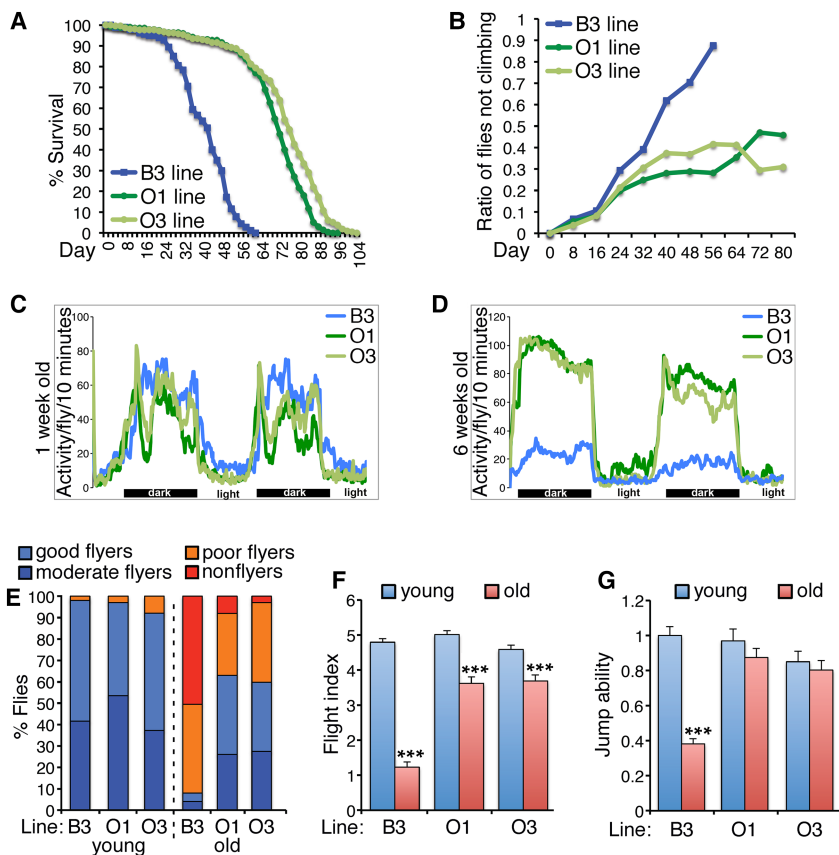 A
100
90
80
70
60
50
40
30
20
10
0
% Survival
B3 line
O1 line
O3 line
Day
0 8 16 24 32 40 48 56 64 72 80 88 96 104
B
1
0.9
0.8
0.7
0.6
0.5
0.4
0.3
0.2
0.1
0
Ratio of flies not climbing
B3 line
O1 line
O3 line
Day
0 8 16 24 32 40 48 56 64 72 80
C
1 week old
Activity/fly/10 minutes
100
80
60
40
20
0
B3
O1
O3
dark light dark light
D
6 weeks old
Activity/fly/10 minutes
120
100
80
60
40
20
0
B3
O1
O3
dark light dark light
good flyers poor flyers
moderate flyers nonflyers
E
100
90
80
70
60
50
40
30
20
10
0
% Flies
Line: B3 O1 O3 B3 O1 O3
young old
F
young old
6
5
4
3
2
1
0
Flight index
*** *** ***
Line: B3 O1 O3
G
young old
1.2
1
0.8
0.6
0.4
0.2
0
Jump ability
***
Line: B3 O1 O3